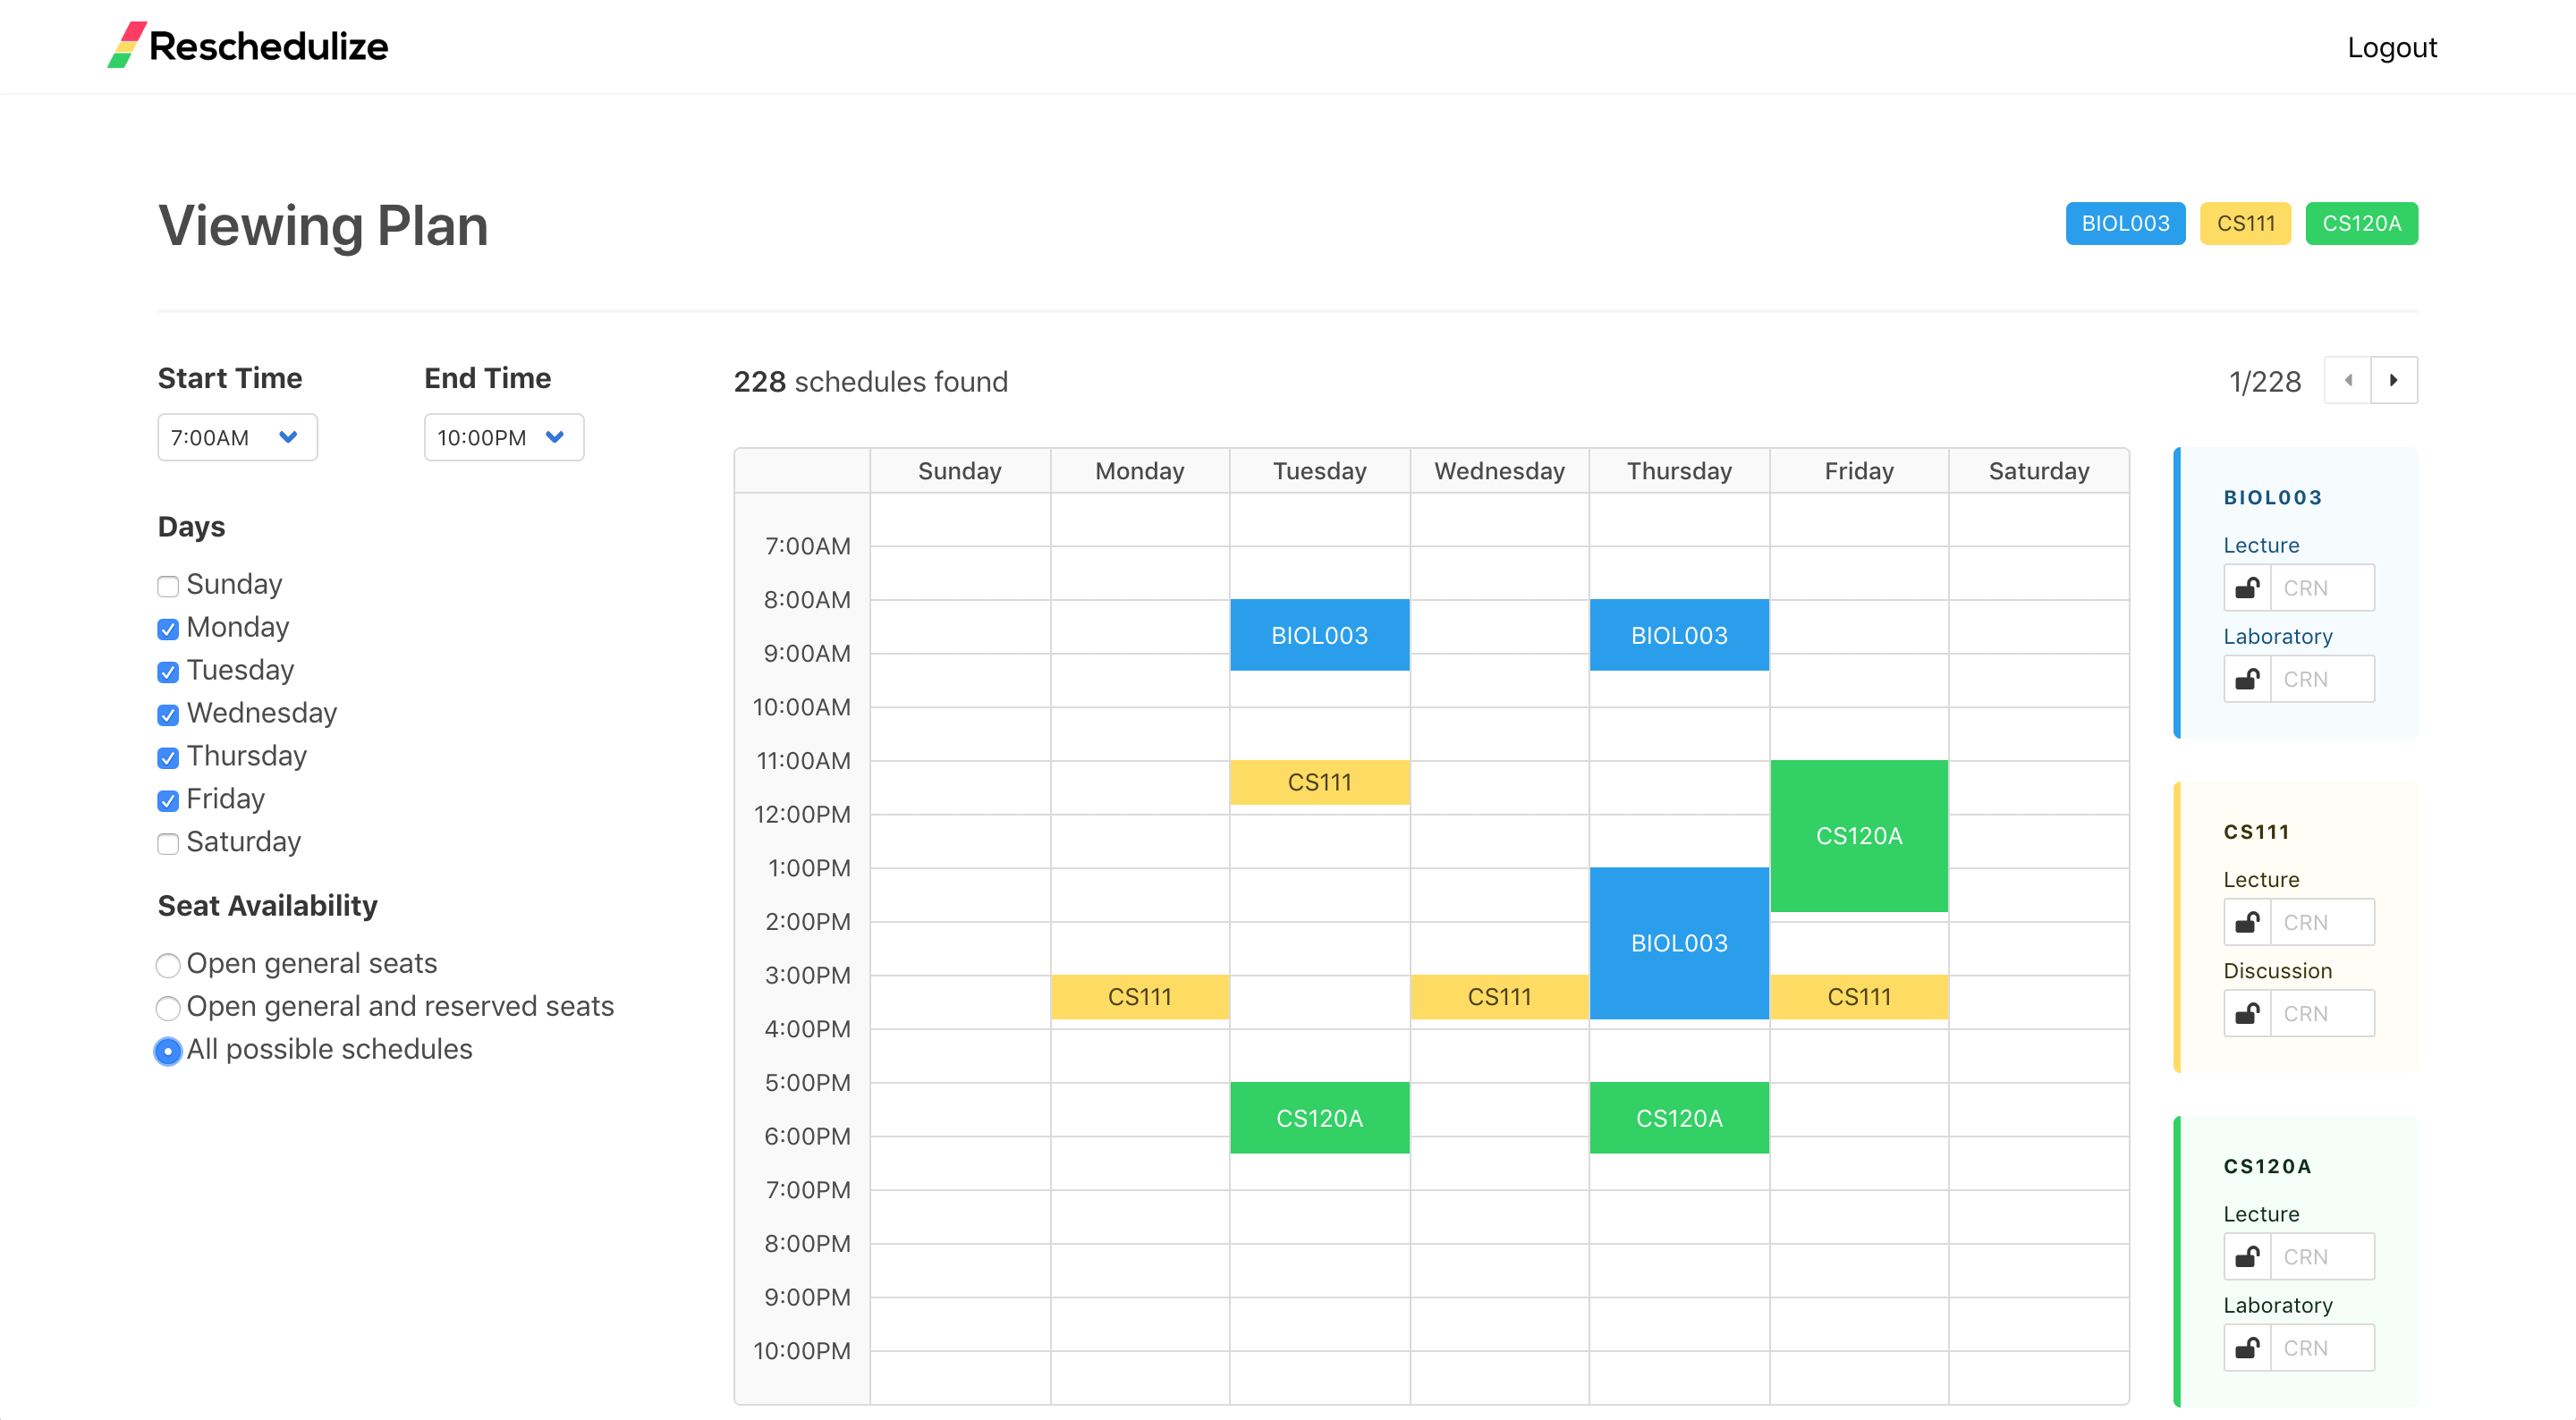 Reschedulize
Logout
Viewing Plan
BIOL003 CS111 CS120A
Start Time End Time
7:00AM 10:00PM
Days
Sunday
Monday
Tuesday
Wednesday
Thursday
Friday
Saturday
Seat Availability
Open general seats
Open general and reserved seats
All possible schedules
228 schedules found
1/228
Sunday Monday Tuesday Wednesday Thursday Friday Saturday
7:00AM
8:00AM
BIOL003 BIOL003
9:00AM
10:00AM
11:00AM
CS111
12:00PM
CS120A
1:00PM
2:00PM
BIOL003
3:00PM
CS111 CS111 CS111
4:00PM
5:00PM
CS120A CS120A
6:00PM
7:00PM
8:00PM
9:00PM
10:00PM
BIOL003
Lecture
CRN
Laboratory
CRN
CS111
Lecture
CRN
Discussion
CRN
CS120A
Lecture
CRN
Laboratory
CRN